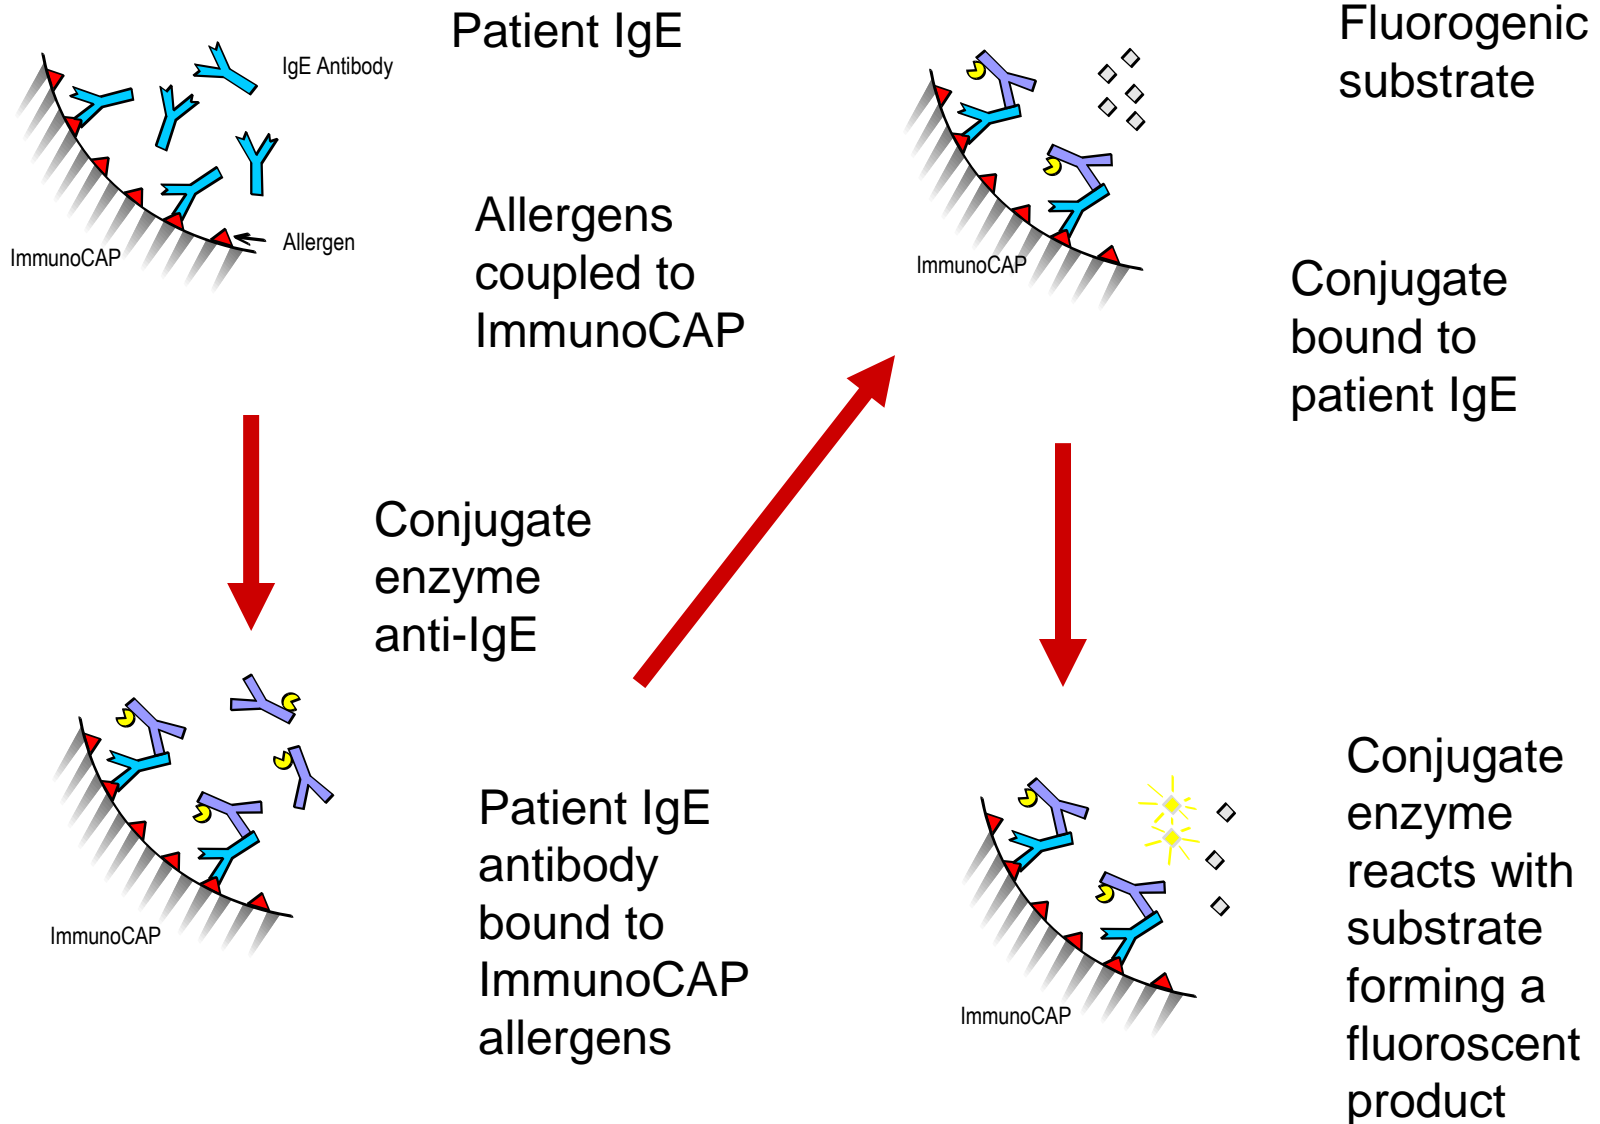 Patient IgE
IgE Antibody
Allergens
coupled to
ImmunoCAP
Allergen
ImmunoCAP
Conjugate
enzyme
anti-IgE
Patient IgE
antibody
bound to
ImmunoCAP
allergens
ImmunoCAP
Fluorogenic
substrate
ImmunoCAP
Conjugate
bound to
patient IgE
Conjugate
enzyme
reacts with
substrate
forming a
fluoroscent
product
ImmunoCAP